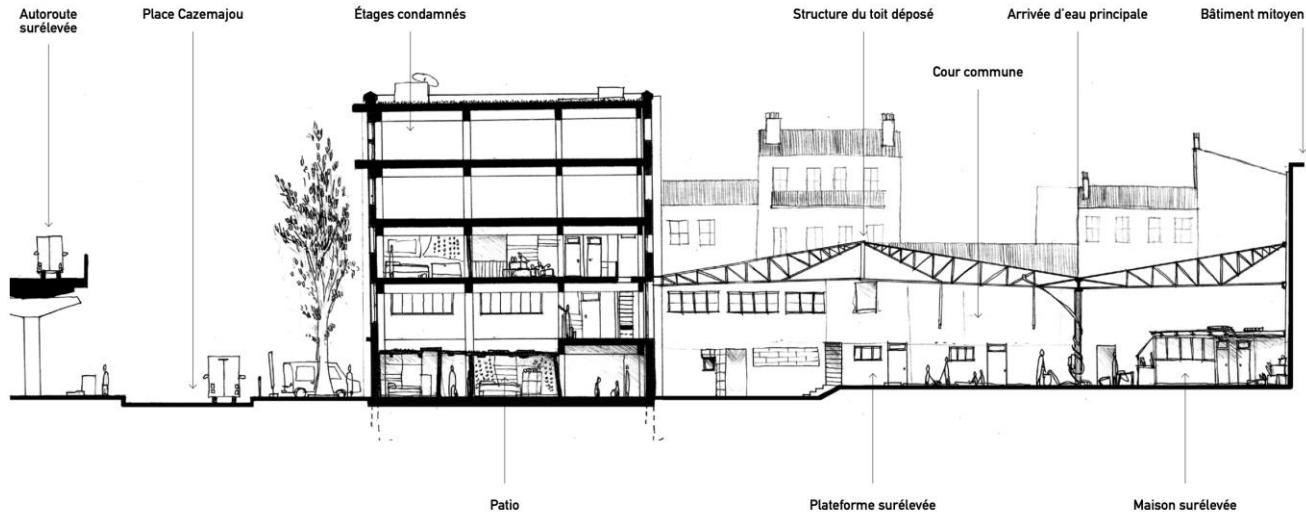 Autoroute
surélevée
Place Cazemajou
Étages condamnés
Structure du toit déposé
Arrivée d'eau principale
Bâtiment mitoyen
Cour commune
Patio
Plateforme surélevée
Maison surélevée